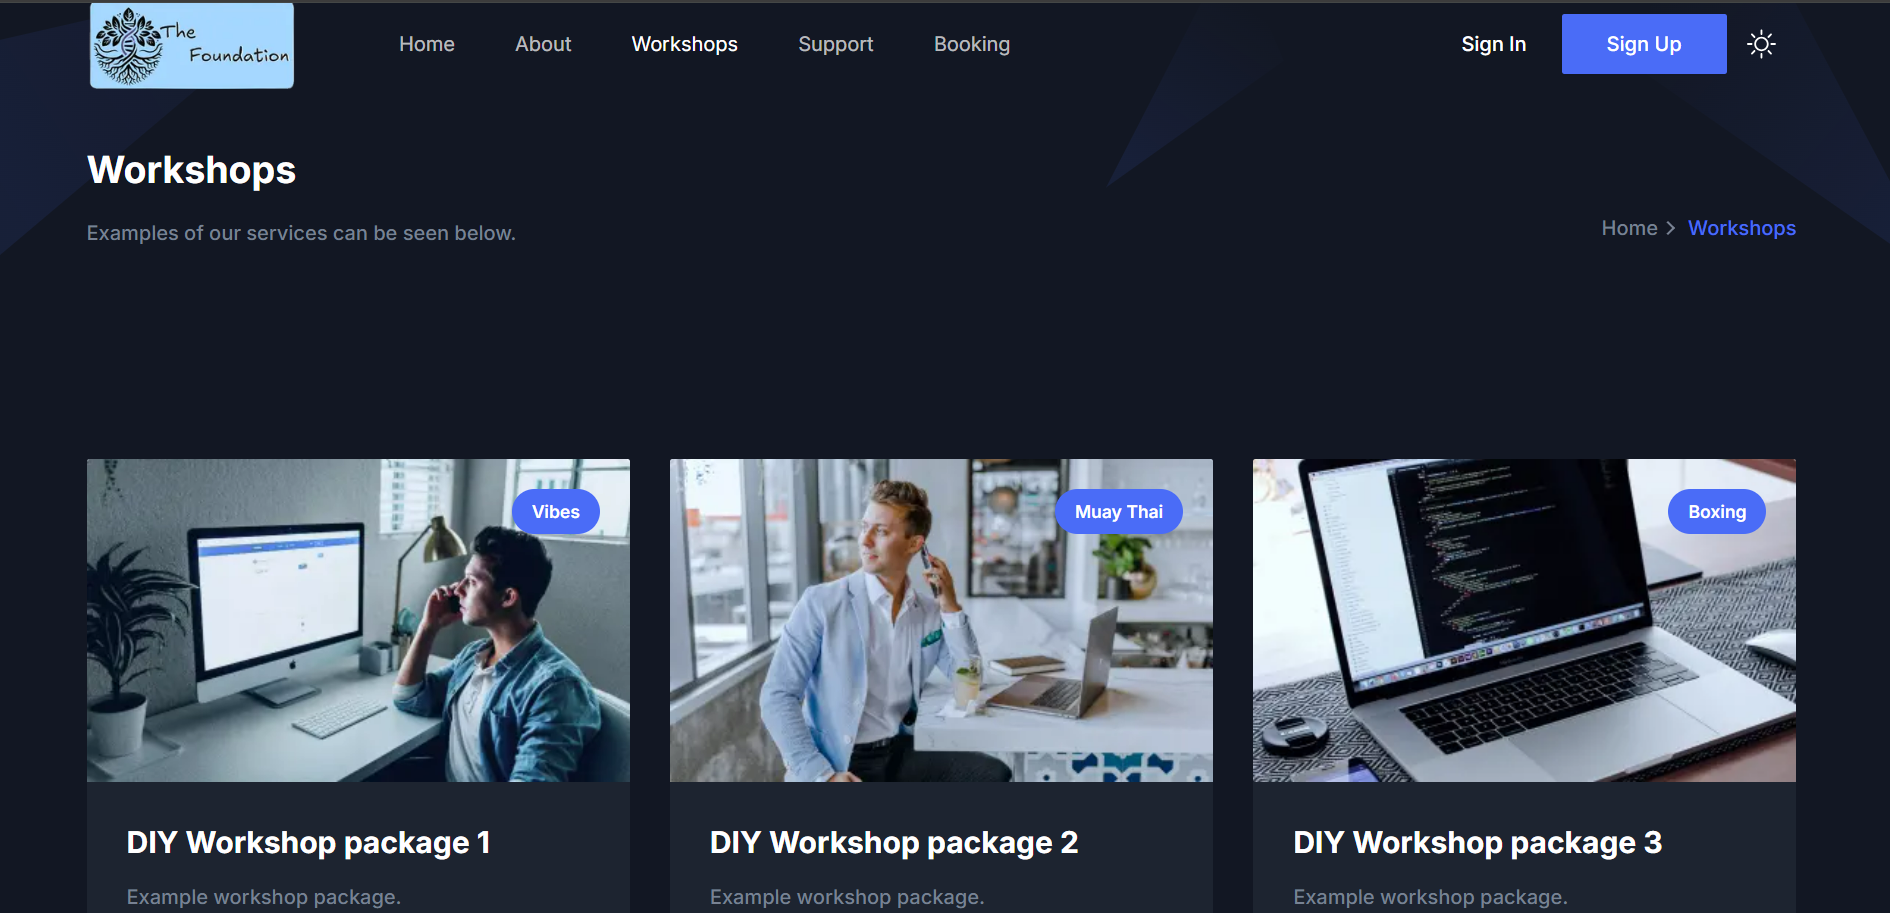 The
Foundation
Home
About
Workshops
Support
Booking
Sign In
Sign Up
Workshops
Examples of our services can be seen below.
Home > Workshops
Vibes
Muay Thai
Boxing
DIY Workshop package 1
Example workshop package.
DIY Workshop package 2
Example workshop package.
DIY Workshop package 3
Example workshop package.